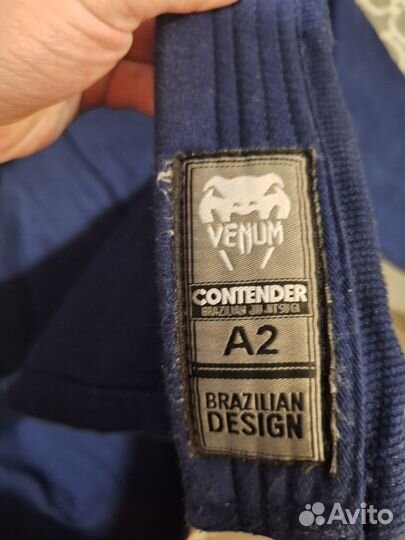 VENUM
CONTENDER
BRAZILIAN JIU JITSU GI
A2
BRAZILIAN
DESIGN
Avito